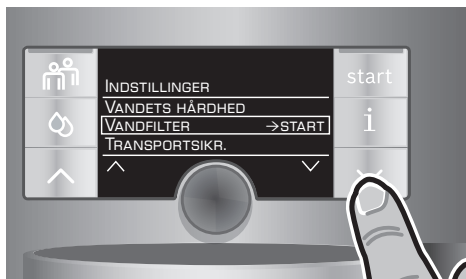 INDSTILLINGER
VANDETS HÅRDHED
VANDFILTER →START
TRANSPORTSIKR.
start
i